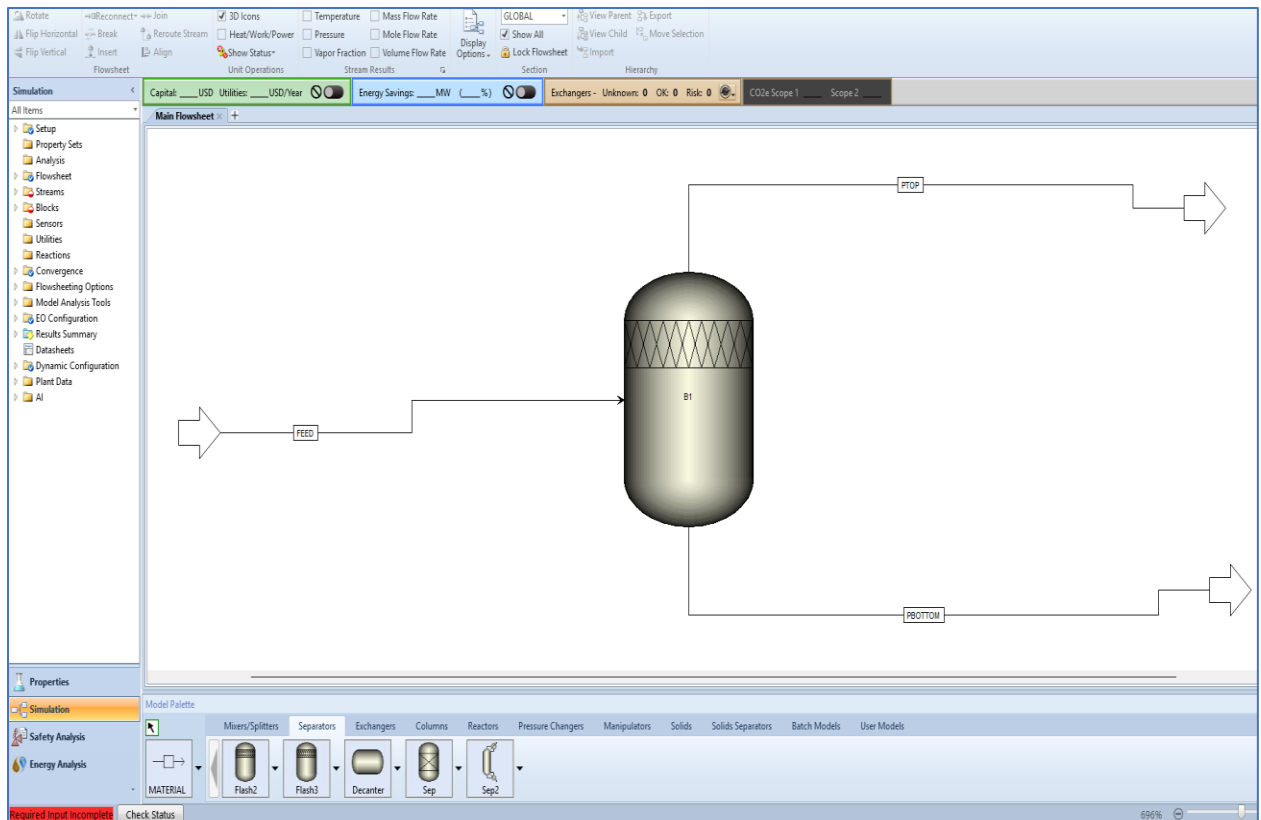 Rotate Reconnect Join 3D Icons Temperature Mass Flow Rate GLOBAL View Parent Export
Flip Horizontal Break Reroute Stream Heat/Work/Power Pressure Mole Flow Rate Display Options Show All View Child Move Selection
Flip Vertical Insert Align Show Status Vapor Fraction Volume Flow Rate Lock Flowsheet Import
Flowsheet Unit Operations Stream Results Section Hierarchy
Simulation < Capital: ____USD Utilities: ____USD/Year Energy Savings: ____MW (____%) Exchangers - Unknown: 0 OK: 0 Risk: 0 CO2e Scope 1 ____ Scope 2 ____
All Items
Main Flowsheet × +
Setup
Property Sets
Analysis
Flowsheet
Streams
Blocks
Sensors
Utilities
Reactions
Convergence
Flowsheeting Options
Model Analysis Tools
EO Configuration
Results Summary
Datasheets
Dynamic Configuration
Plant Data
AI
PTOP
B1
FEED
PBOTTOM
Properties
Simulation
Safety Analysis
Energy Analysis
Model Palette
Mixers/Splitters Separators Exchangers Columns Reactors Pressure Changers Manipulators Solids Solids Separators Batch Models User Models
MATERIAL Flash2 Flash3 Decanter Sep Sep2
Required Input Incomplete Check Status 696%